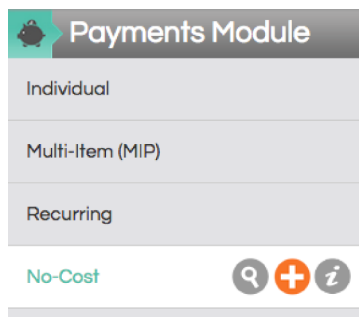 Payments Module
Individual
Multi-Item (MIP)
Recurring
No-Cost